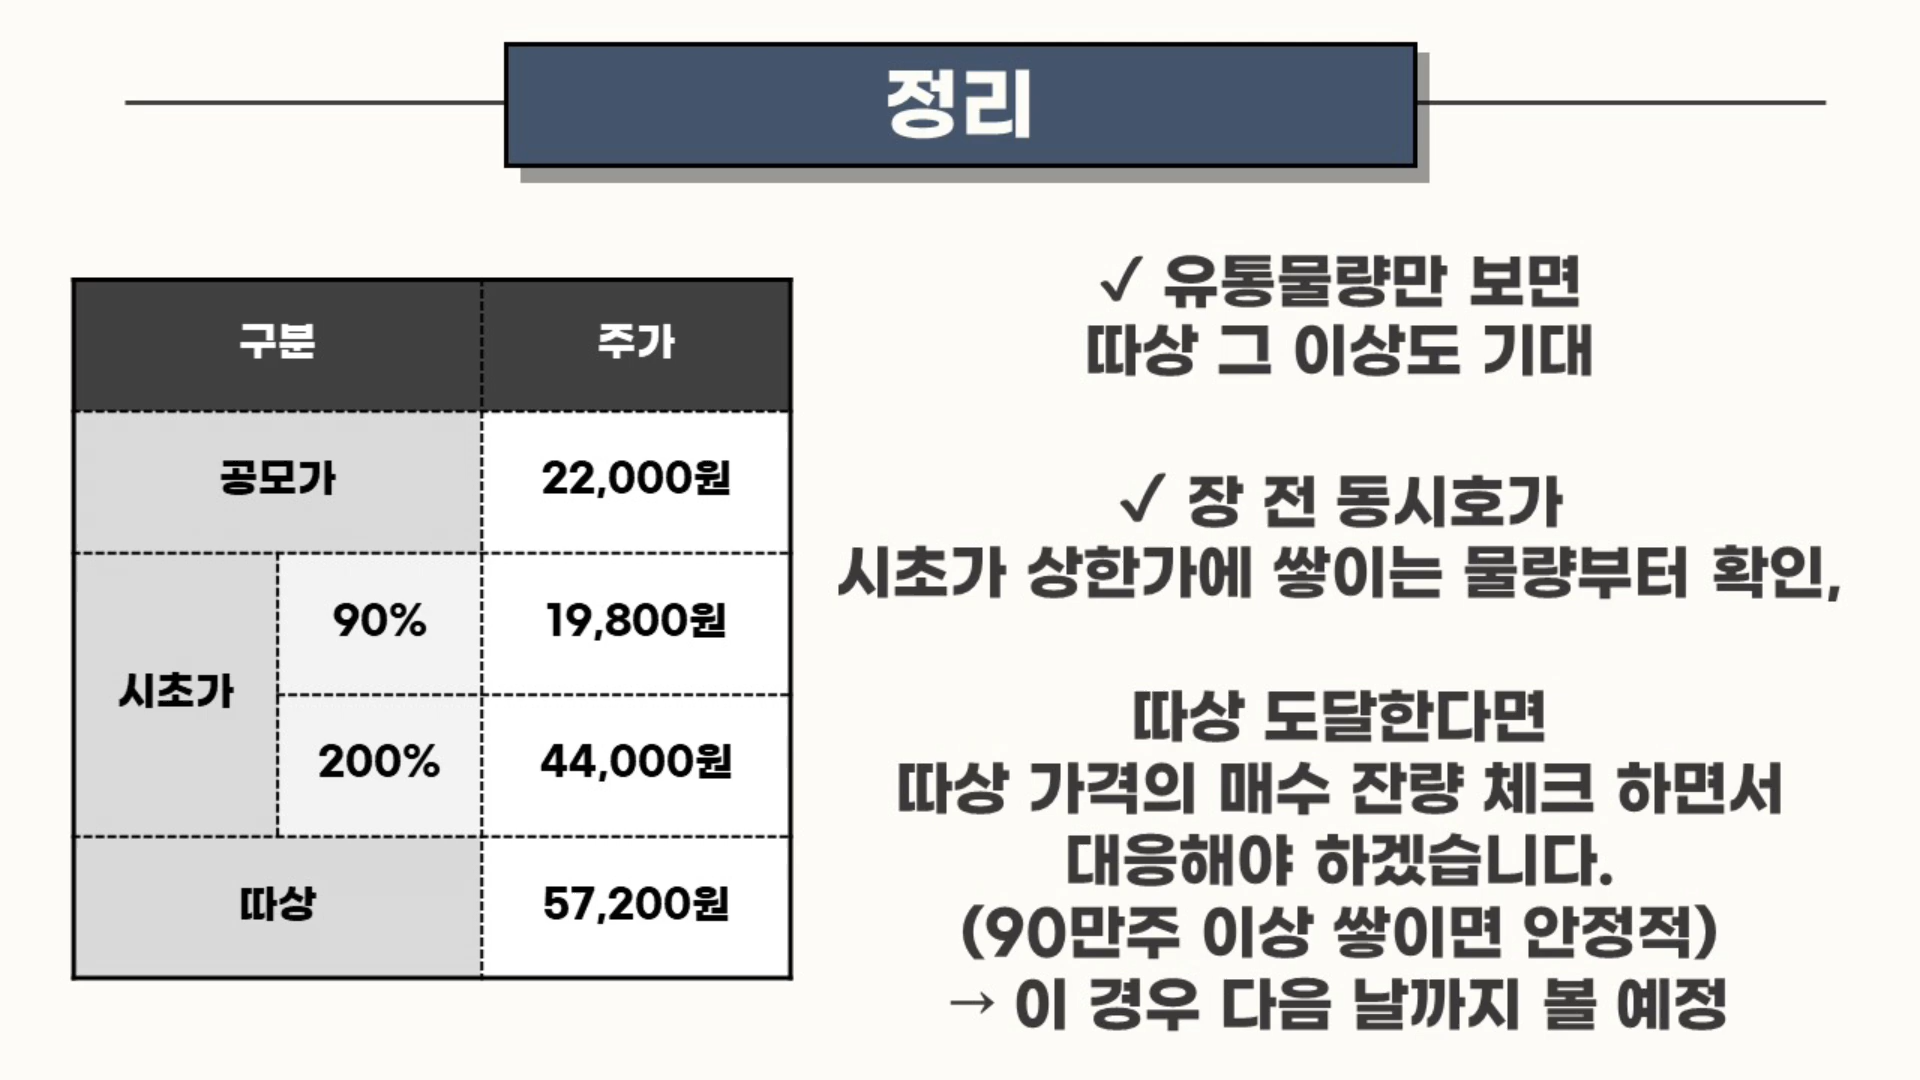 정리
구분 주가
공모가 22,000원
시초가 90% 19,800원
200% 44,000원
따상 57,200원
✓ 유통물량만 보면
따상 그 이상도 기대
✓ 장 전 동시호가
시초가 상한가에 쌓이는 물량부터 확인,
따상 도달한다면
따상 가격의 매수 잔량 체크 하면서
대응해야 하겠습니다.
(90만주 이상 쌓이면 안정적)
→ 이 경우 다음 날까지 볼 예정